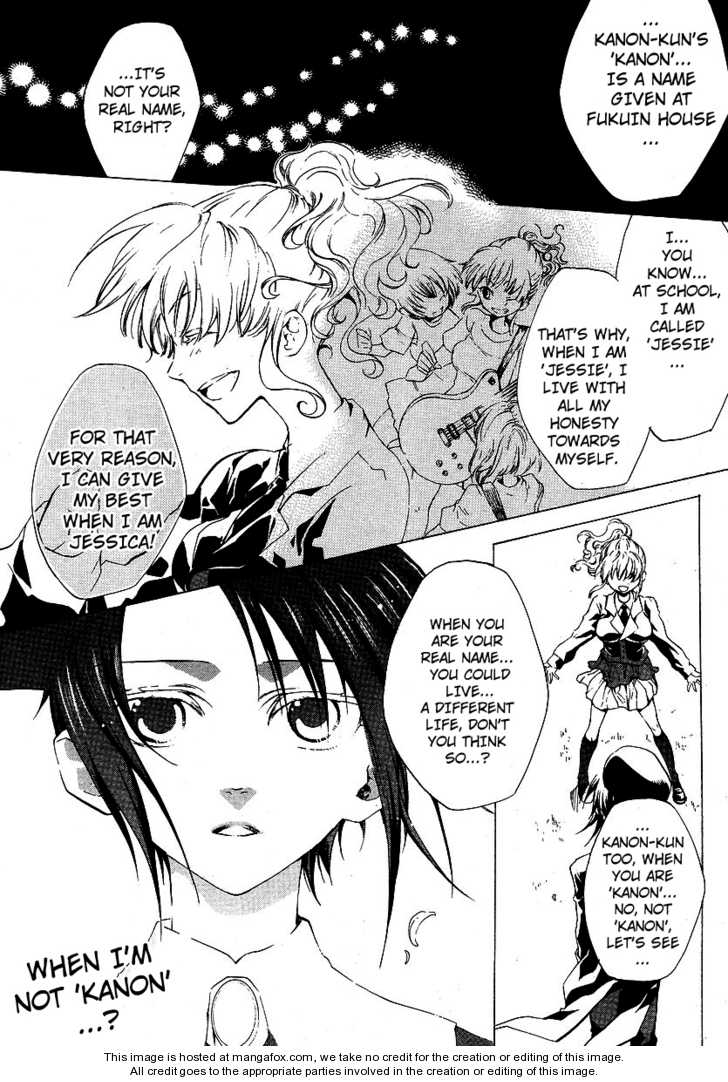 ...
KANON-KUN'S
'KANON'...
IS A NAME
GIVEN AT
FUKUIN HOUSE
...
...IT'S
NOT YOUR
REAL NAME,
RIGHT?
I...
YOU
KNOW...
AT SCHOOL,
I AM
CALLED
'JESSIE'
...
THAT'S WHY,
WHEN I AM
'JESSIE', I
LIVE WITH
ALL MY
HONESTY
TOWARDS
MYSELF.
FOR THAT
VERY REASON,
I CAN GIVE
MY BEST
WHEN I AM
JESSICA!
...
KANON-KUN
TOO, WHEN
YOU ARE
'KANON'...
NO, NOT
'KANON',
LET'S SEE
...
WHEN YOU
ARE YOUR
REAL NAME...
YOU COULD
LIVE...
A DIFFERENT
LIFE, DON'T
YOU THINK
SO...?
WHEN I'M
NOT 'KANON'
...?
This image is hosted at mangafox.com, we take no credit for the creation or editing of this image.
All credit goes to the appropriate parties involved in the creation or editing of this image.